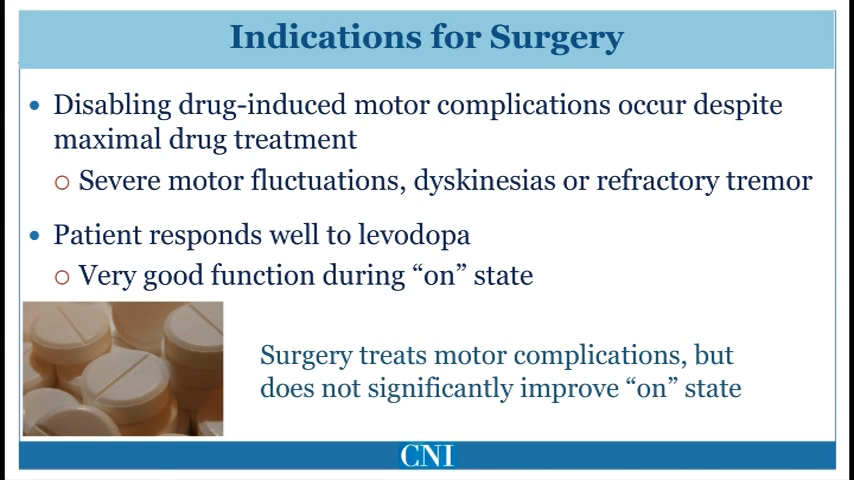 Indications for Surgery
• Disabling drug-induced motor complications occur despite
maximal drug treatment
○ Severe motor fluctuations, dyskinesias or refractory tremor
• Patient responds well to levodopa
○ Very good function during “on” state
Surgery treats motor complications, but
does not significantly improve “on” state
CNI